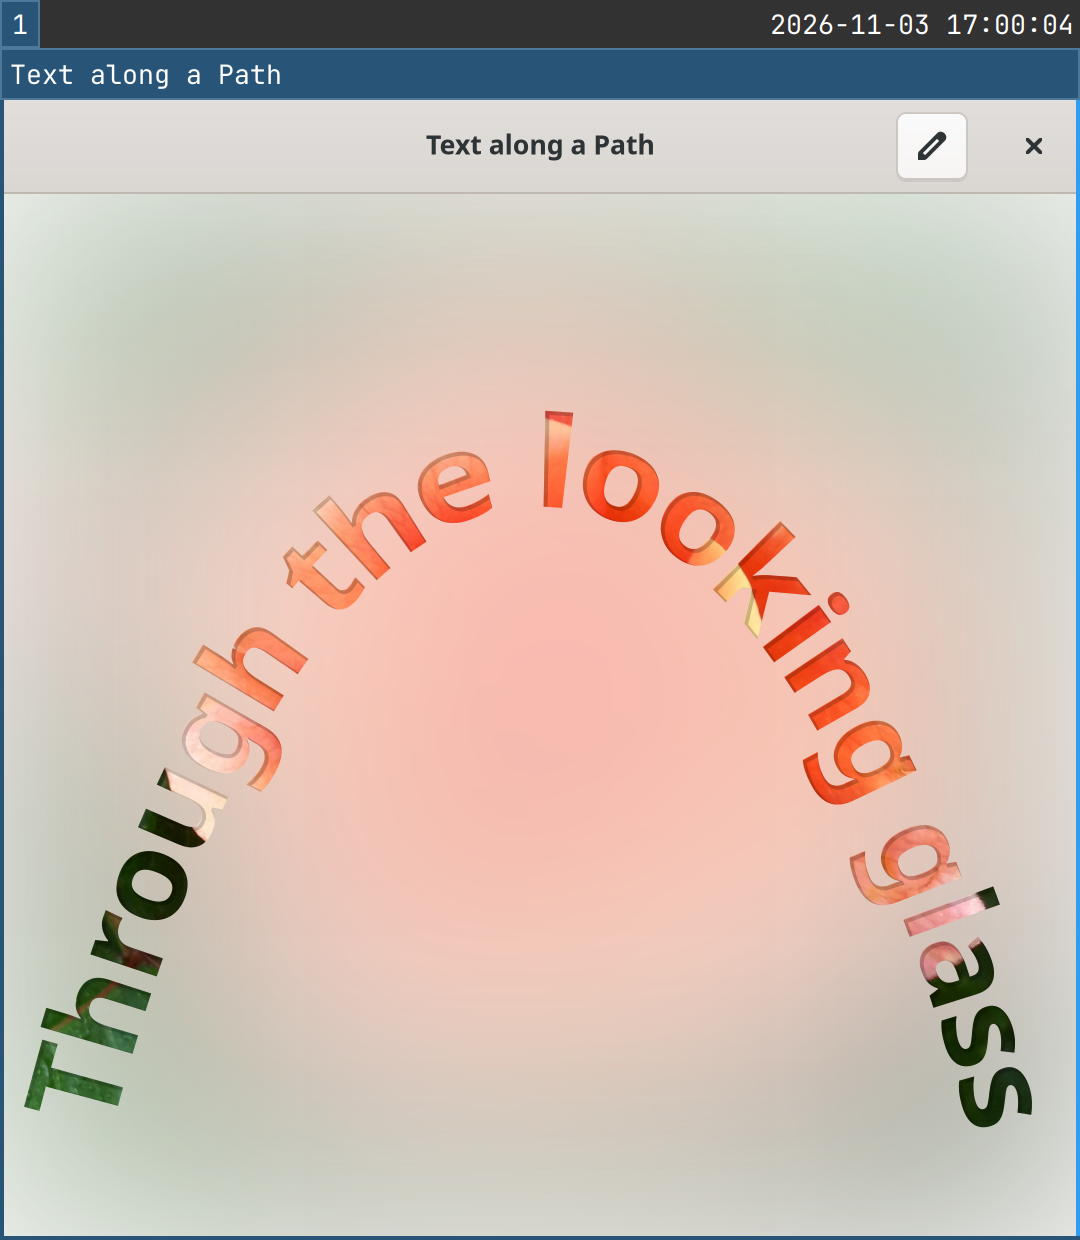 1
2026-11-03 17:00:04
Text along a Path
Text along a Path
Through the looking glass